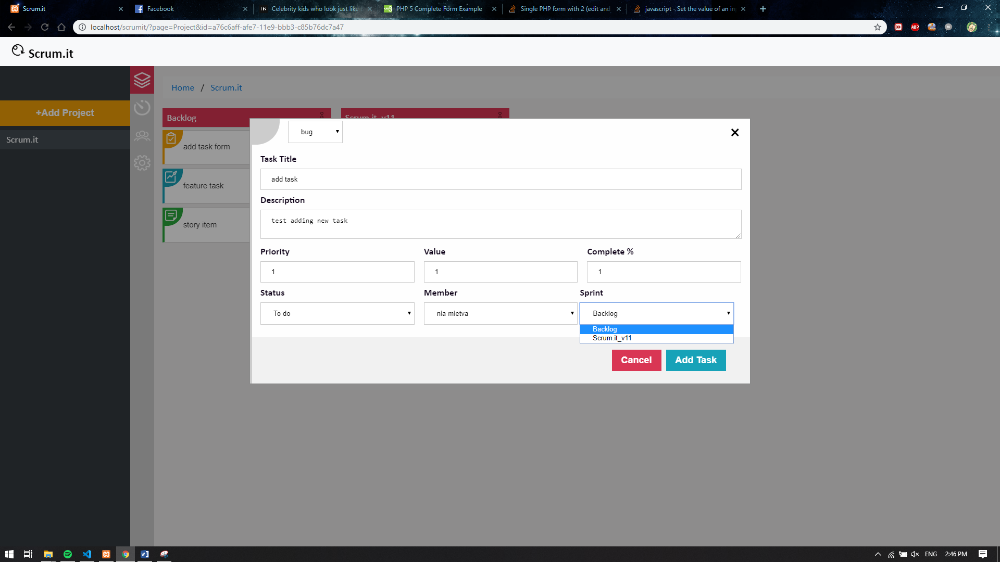 Scrum.it
Facebook
Celebrity kids who look just like
PHP 5 Complete Form Example
Single PHP form with 2 (edit and
javascript - Set the value of an in
localhost/scrumit/?page=Project&id=a76c6aff-afe7-11e9-bbb3-c85b76dc7a47
ABP
Scrum.it
+Add Project
Scrum.it
Home / Scrum.it
Backlog
Scrum.it_v11
add task form
feature task
story item
bug
Task Title
add task
Description
test adding new task
Priority
Value
Complete %
1
1
1
Status
Member
Sprint
To do
nia mietva
Backlog
Backlog
Scrum.it_v11
Cancel
Add Task
ENG
2:46 PM